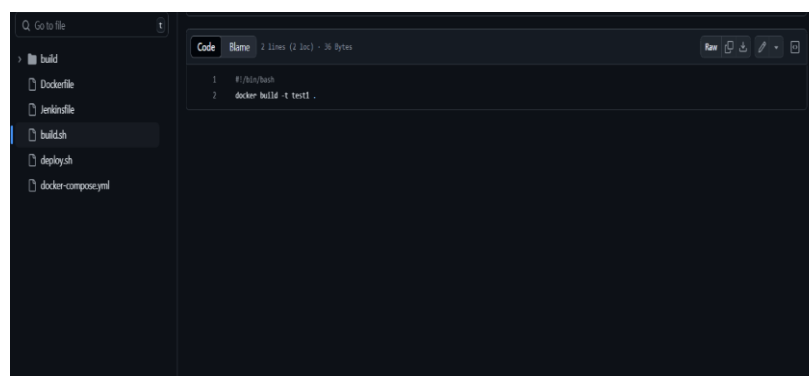 Go to file
t
build
Dockerfile
Jenkinsfile
build.sh
deploy.sh
docker-compose.yml
Code Blame 2 lines (2 loc) · 36 Bytes
Raw
1 #!/bin/bash
2 docker build -t test1 .